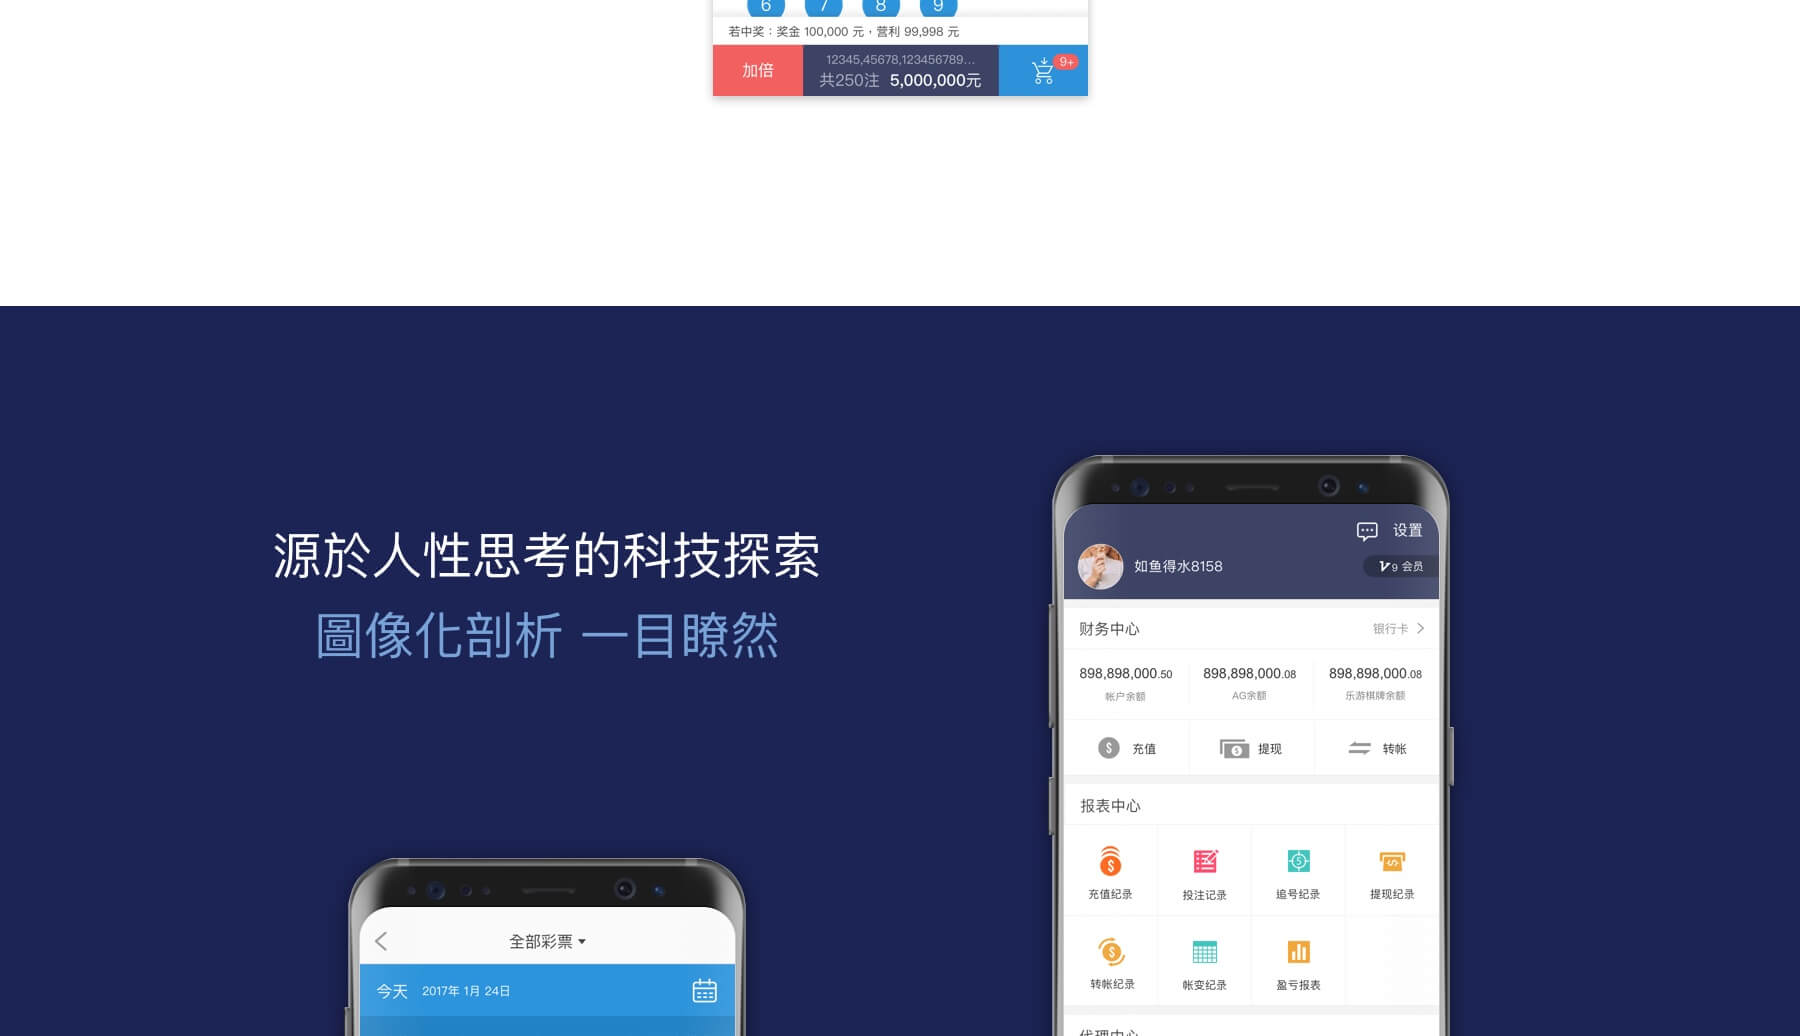 6 7 8 9
若中奖：奖金 100,000 元，营利 99,998 元
加倍
12345,45678,123456789...
共250注 5,000,000元
9+
源於人性思考的科技探索
圖像化剖析 一目瞭然
设置
如鱼得水8158
V9 会员
财务中心
银行卡
898,898,000.50
898,898,000.08
898,898,000.08
帐户余额
AG余额
乐游棋牌余额
充值
提现
转帐
报表中心
充值纪录
投注记录
追号纪录
提现纪录
转帐纪录
帐变纪录
盈亏报表
代理中心
全部彩票
今天 2017年 1月 24日